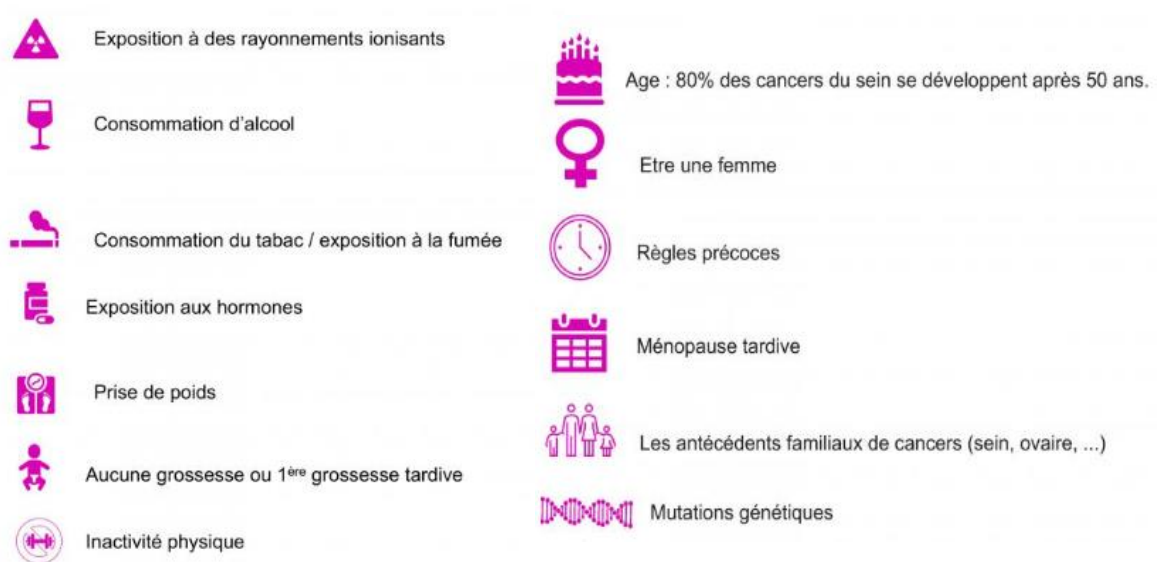 Exposition à des rayonnements ionisants
Consommation d'alcool
Consommation du tabac / exposition à la fumée
Exposition aux hormones
Prise de poids
Aucune grossesse ou 1ère grossesse tardive
Inactivité physique
Age : 80% des cancers du sein se développent après 50 ans.
Etre une femme
Règles précoces
Ménopause tardive
Les antécédents familiaux de cancers (sein, ovaire, ...)
Mutations génétiques